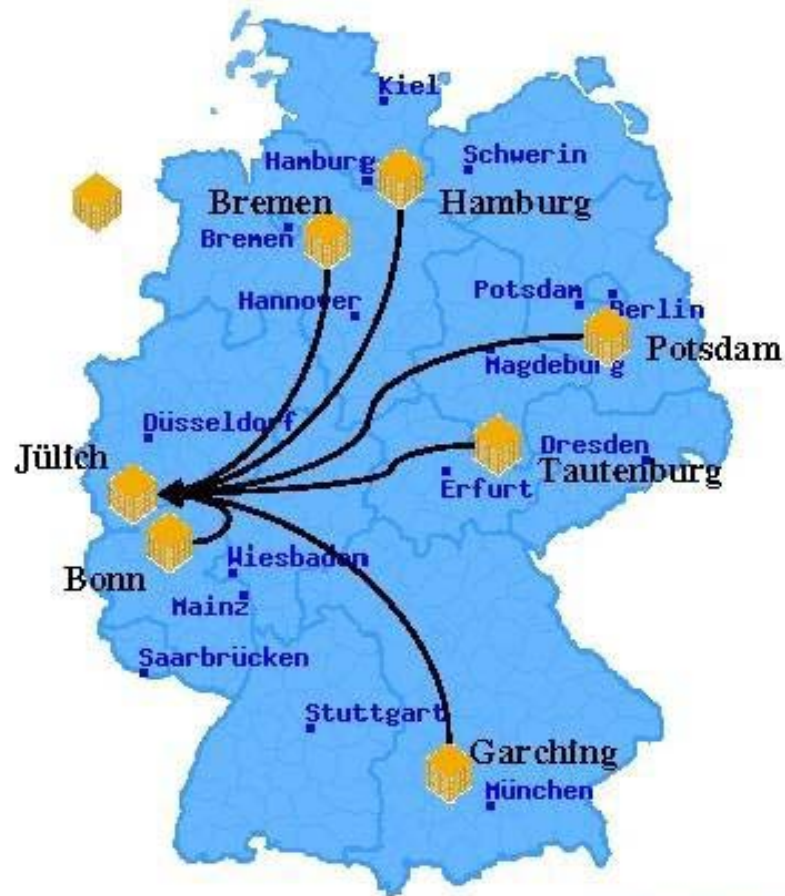 Kiel
Hamburg
Schwerin
Bremen
Hamburg
Bremen
Hannover
Potsdam
Berlin
Potsdam
Magdeburg
Düsseldorf
Jülich
Dresden
Tautenburg
Erfurt
Bonn
Wiesbaden
Mainz
Saarbrücken
Stuttgart
Garching
München